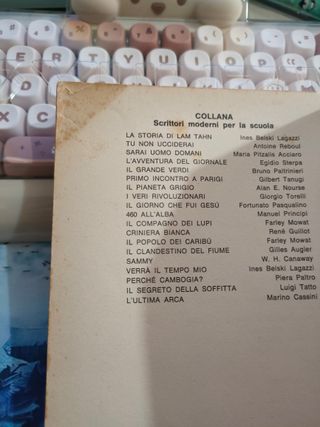 COLLANA
Scrittori moderni per la scuola
LA STORIA DI LAM TAHN Ines Belski Lagazzi
TU NON UCCIDERAI Antoine Reboul
SARAI UOMO DOMANI Maria Pitzalis Acciaro
L'AVVENTURA DEL GIORNALE Egidio Sterpa
IL GRANDE VERDI Bruno Paltrinieri
PRIMO INCONTRO A PARIGI Gilbert Tanugi
IL PIANETA GRIGIO Alan E. Nourse
I VERI RIVOLUZIONARI Giorgio Torelli
IL GIORNO CHE FUI GESÚ Fortunato Pasqualino
460 ALL'ALBA Manuel Principi
IL COMPAGNO DEI LUPI Farley Mowat
CRINIERA BIANCA René Guillot
IL POPOLO DEI CARIBÚ Farley Mowat
IL CLANDESTINO DEL FIUME Gilles Augier
SAMMY W. H. Canaway
VERRÀ IL TEMPO MIO Ines Belski Lagazzi
PERCHÉ CAMBOGIA? Piera Paltro
IL SEGRETO DELLA SOFFITTA Luigi Tatto
L'ULTIMA ARCA Marino Cassini